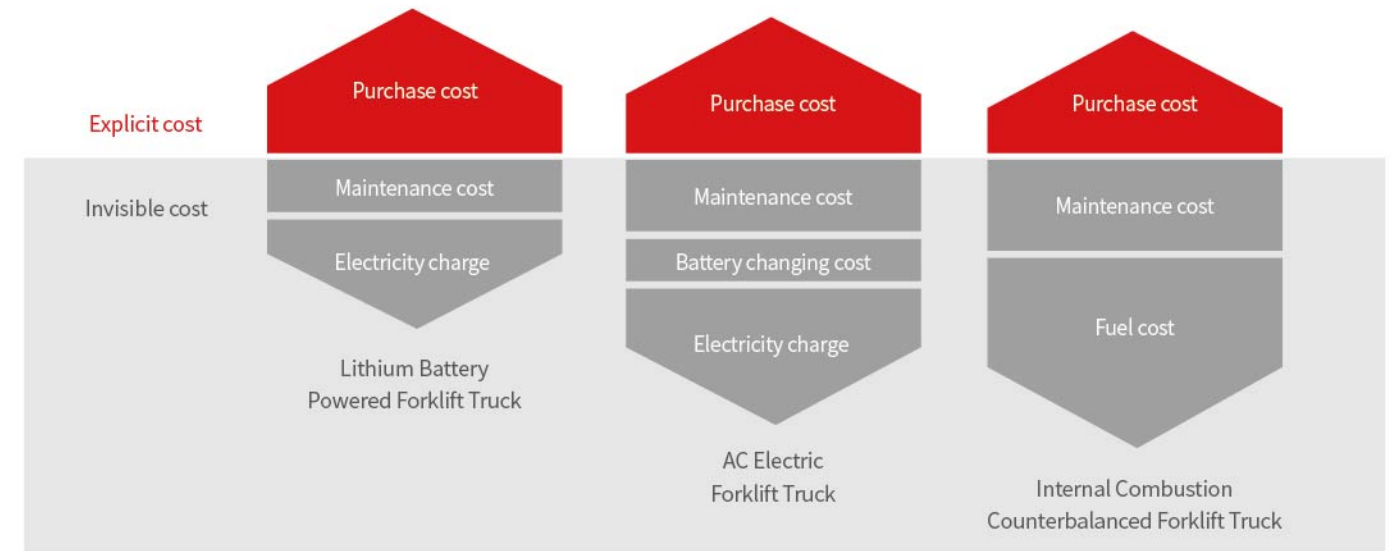 Explicit cost
Invisible cost
Purchase cost
Maintenance cost
Electricity charge
Lithium Battery
Powered Forklift Truck
Purchase cost
Maintenance cost
Battery changing cost
Electricity charge
AC Electric
Forklift Truck
Purchase cost
Maintenance cost
Fuel cost
Internal Combustion
Counterbalanced Forklift Truck